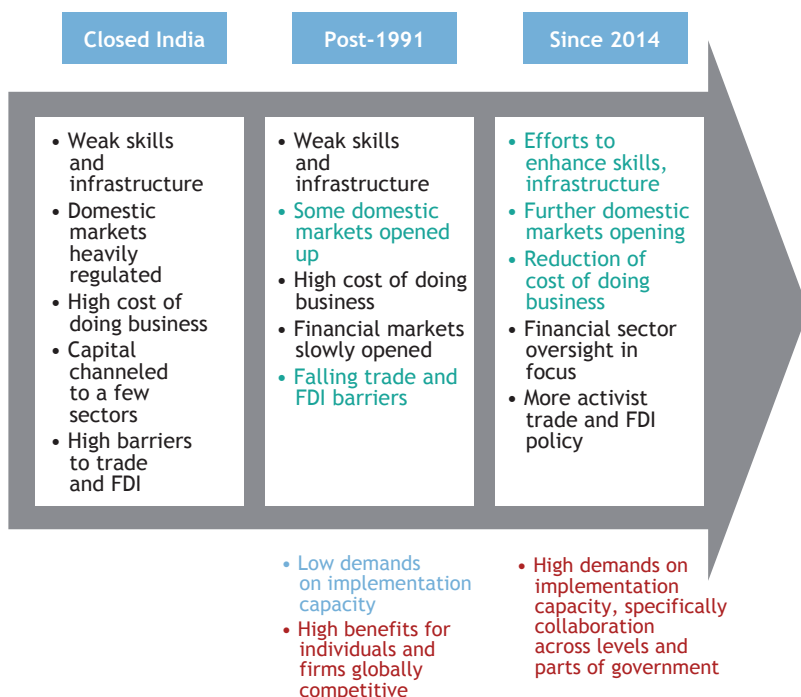 Closed India
Post-1991
Since 2014
• Weak skills
and
infrastructure
• Domestic
markets
heavily
regulated
• High cost of
doing business
• Capital
channeled
to a few
sectors
• High barriers
to trade
and FDI
• Weak skills
and
infrastructure
• Some domestic
markets opened
up
• High cost of doing
business
• Financial markets
slowly opened
• Falling trade and
FDI barriers
• Efforts to
enhance skills,
infrastructure
• Further domestic
markets opening
• Reduction of
cost of doing
business
• Financial sector
oversight in
focus
• More activist
trade and FDI
policy
• Low demands
on implementation
capacity
• High benefits for
individuals and
firms globally
competitive
• High demands on
implementation
capacity, specifically
collaboration
across levels and
parts of government